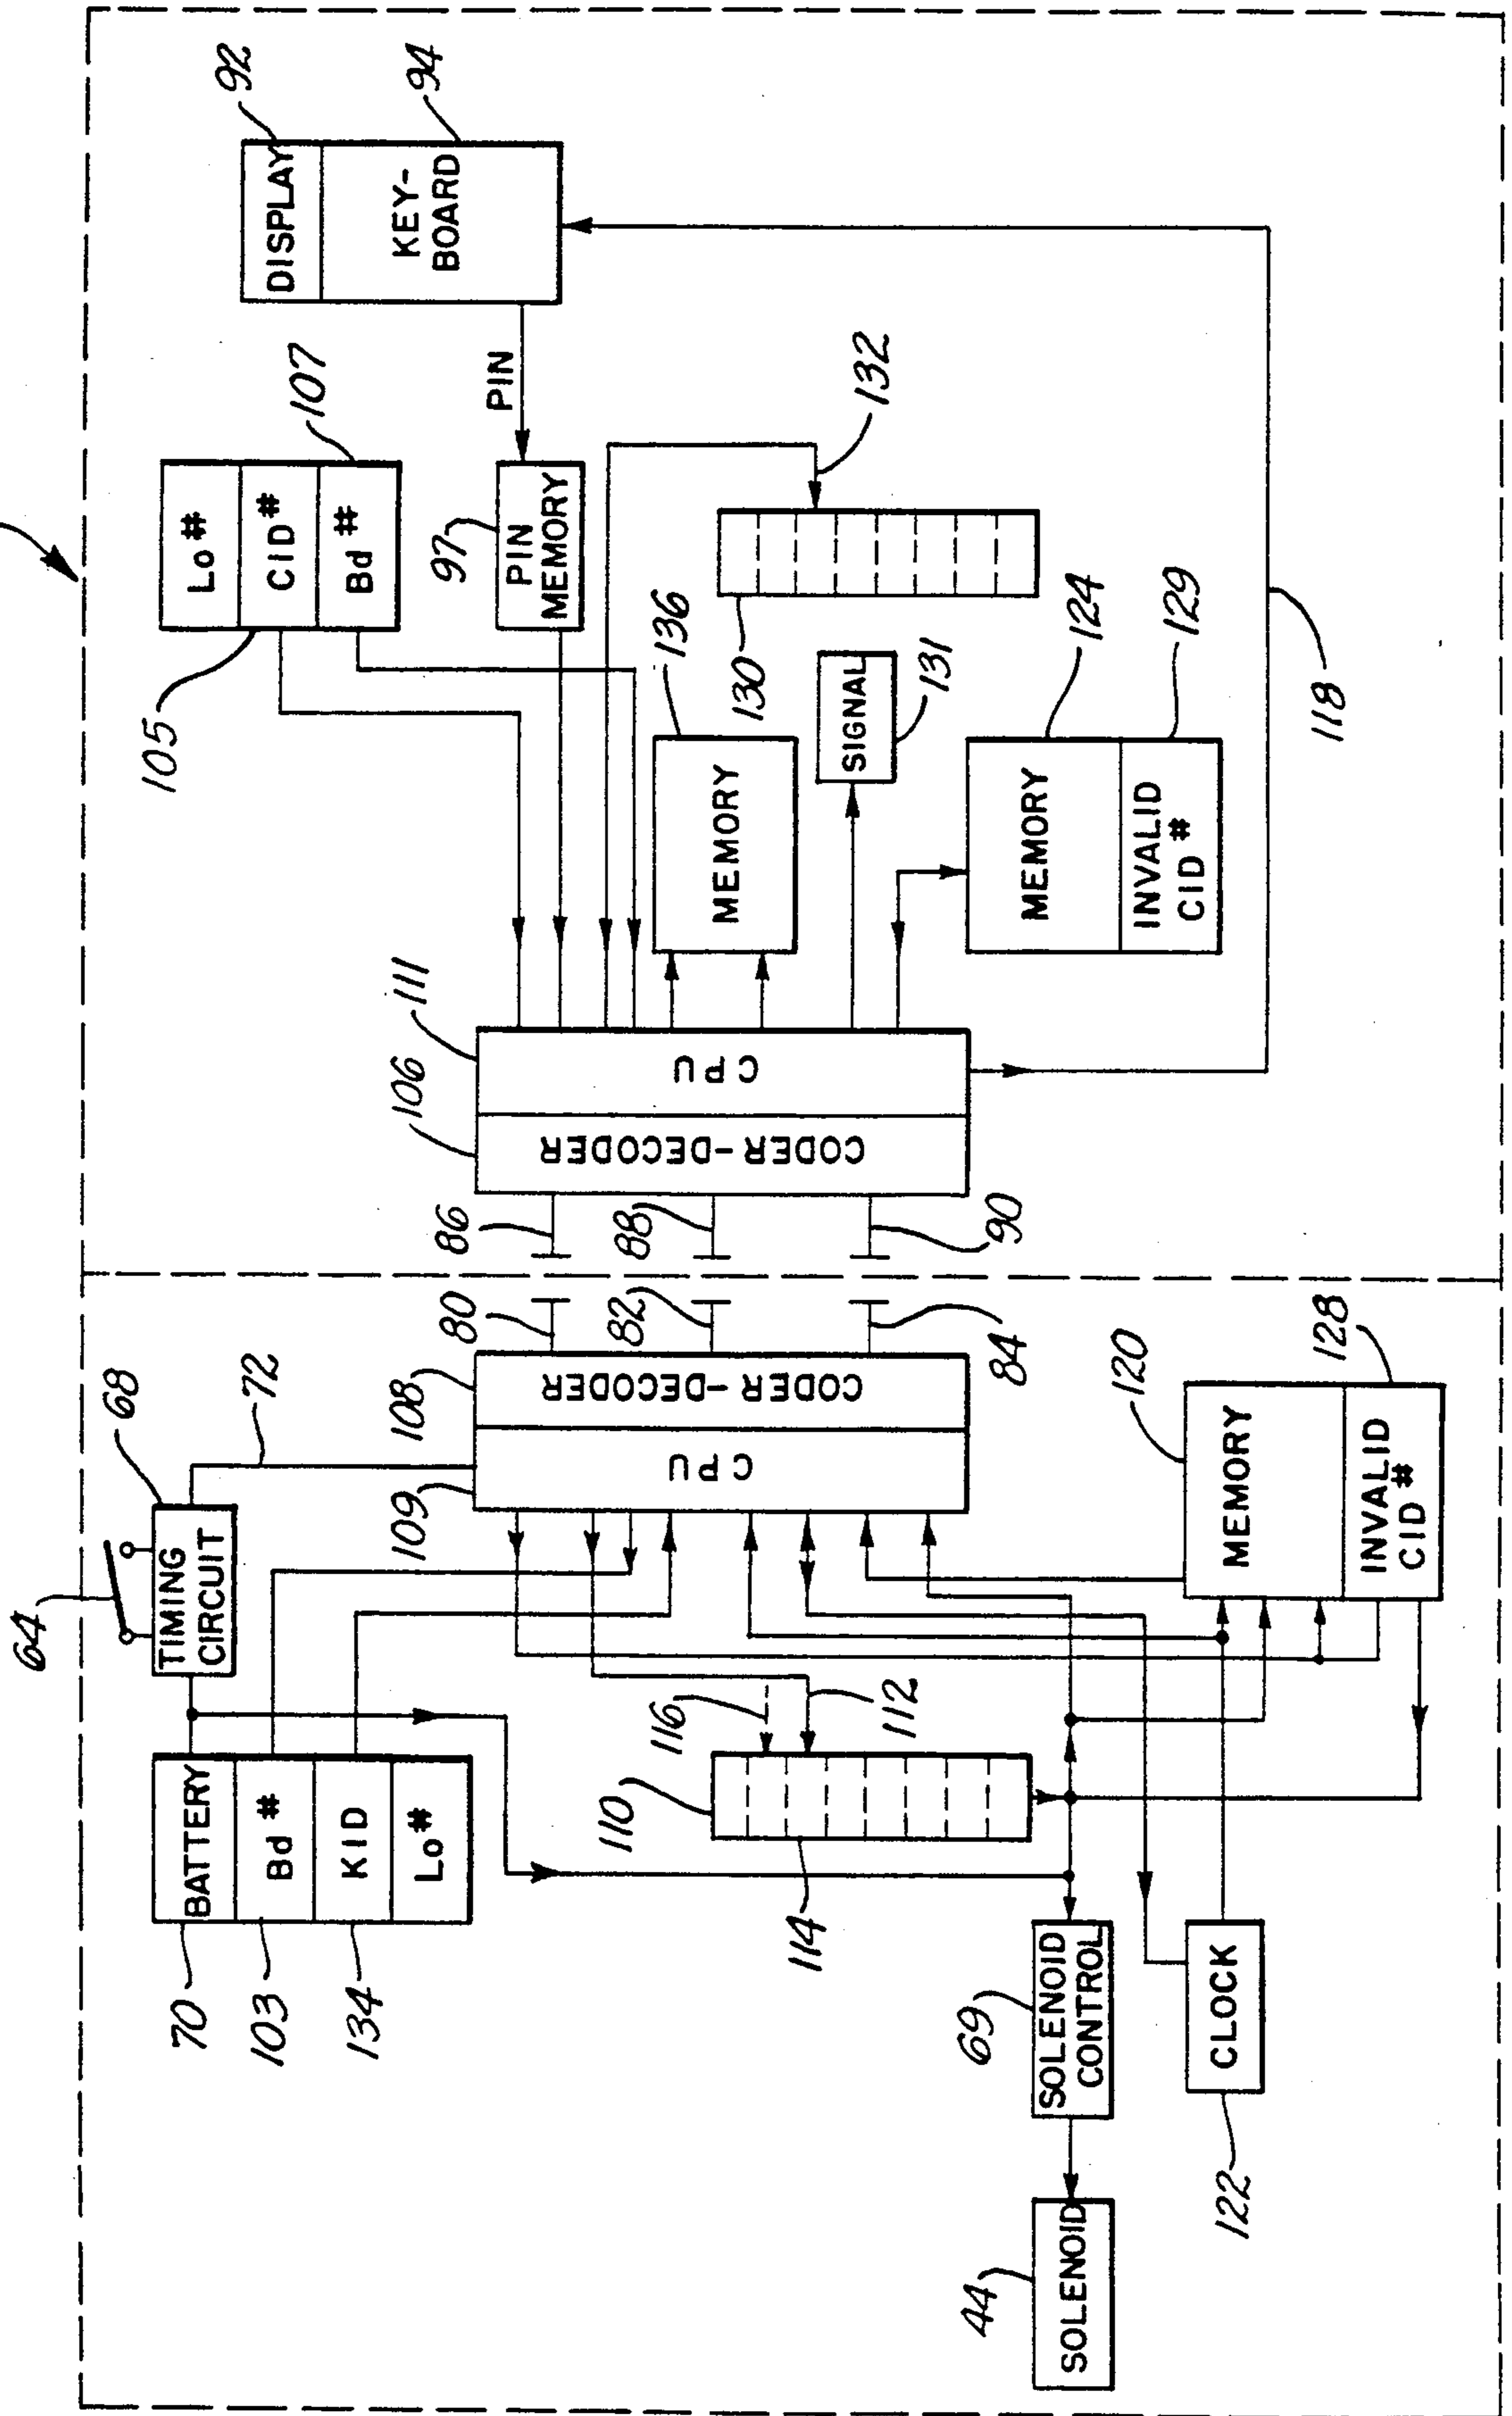 64
68
72
TIMING
CIRCUIT
BATTERY
Bd #
KID
Lo #
70
103
134
109
108
CPU
CODER-DECODER
80
82
84
86
88
90
106
111
CODER-DECODER
CPU
105
107
Lo #
CID #
Bd #
92
94
DISPLAY
KEY-
BOARD
PIN
97
PIN
MEMORY
132
130
136
MEMORY
SIGNAL
131
124
129
MEMORY
INVALID
CID #
118
110
112
114
116
120
128
MEMORY
INVALID
CID #
69
SOLENOID
CONTROL
44
SOLENOID
CLOCK
122